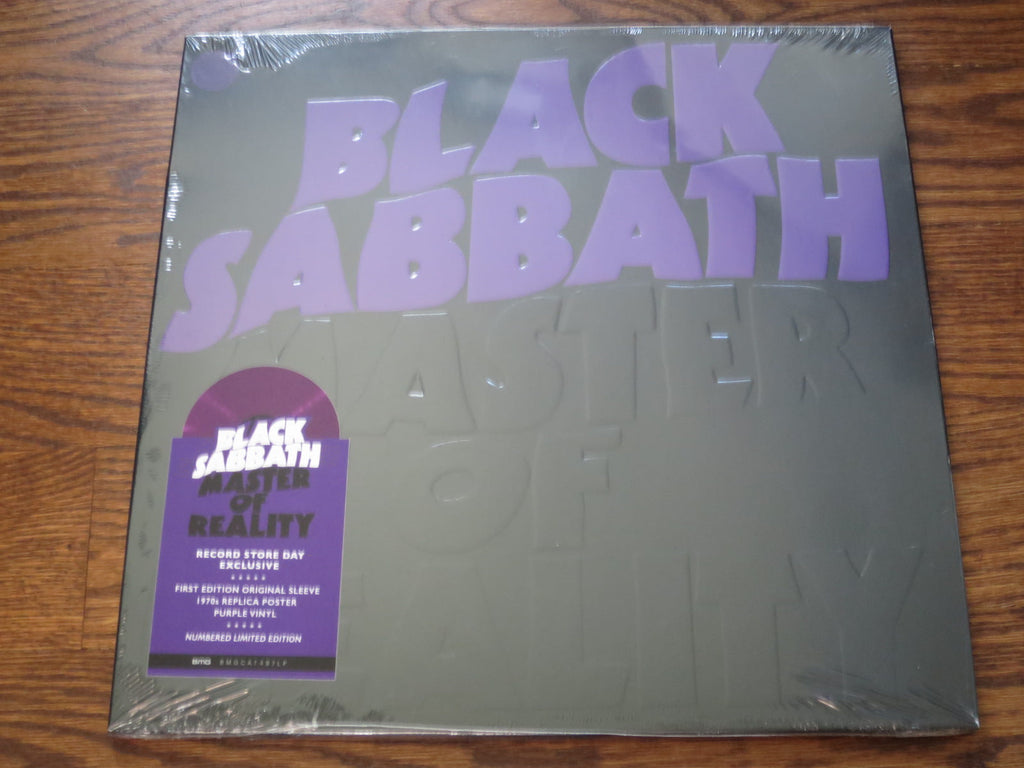 BLACK
SABBATH
MASTER
OF
REALITY
BLACK
SABBATH
MASTER
OF
REALITY
RECORD STORE DAY
EXCLUSIVE
FIRST EDITION ORIGINAL SLEEVE
1970s REPLICA POSTER
PURPLE VINYL
NUMBERED LIMITED EDITION
BMG